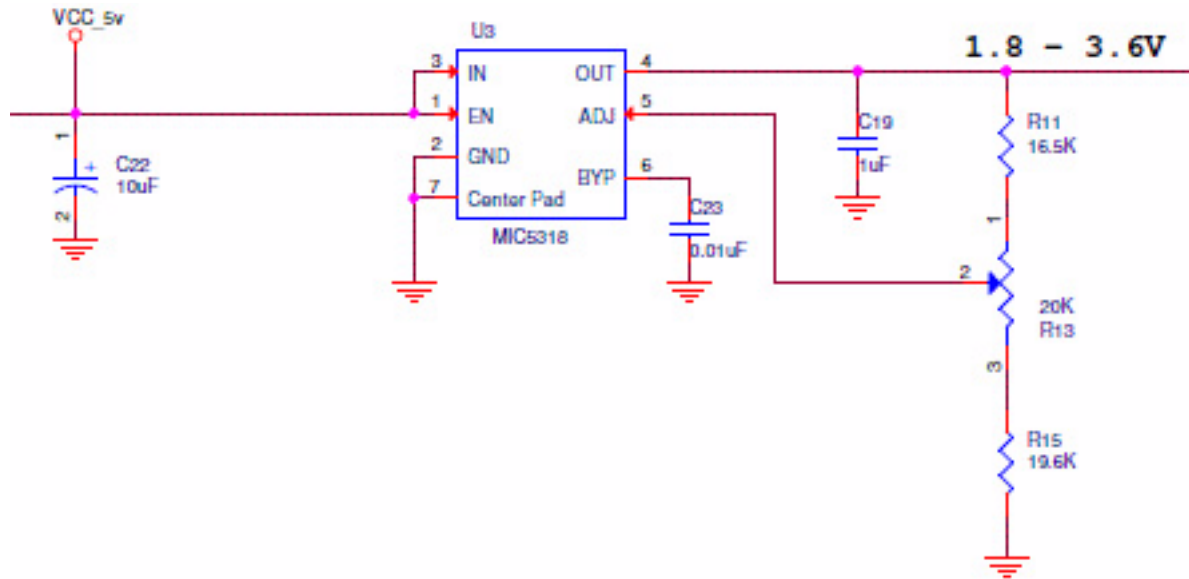 VCC_5v
U3
1.8 - 3.6V
3 IN OUT 4
1 EN ADJ 5
2 GND
7 Center Pad
BYP 6
MIC5318
1
C22
+
10uF
2
C23
0.01uF
C19
1uF
R11
16.5K
1
2
20K
R13
3
R15
19.6K